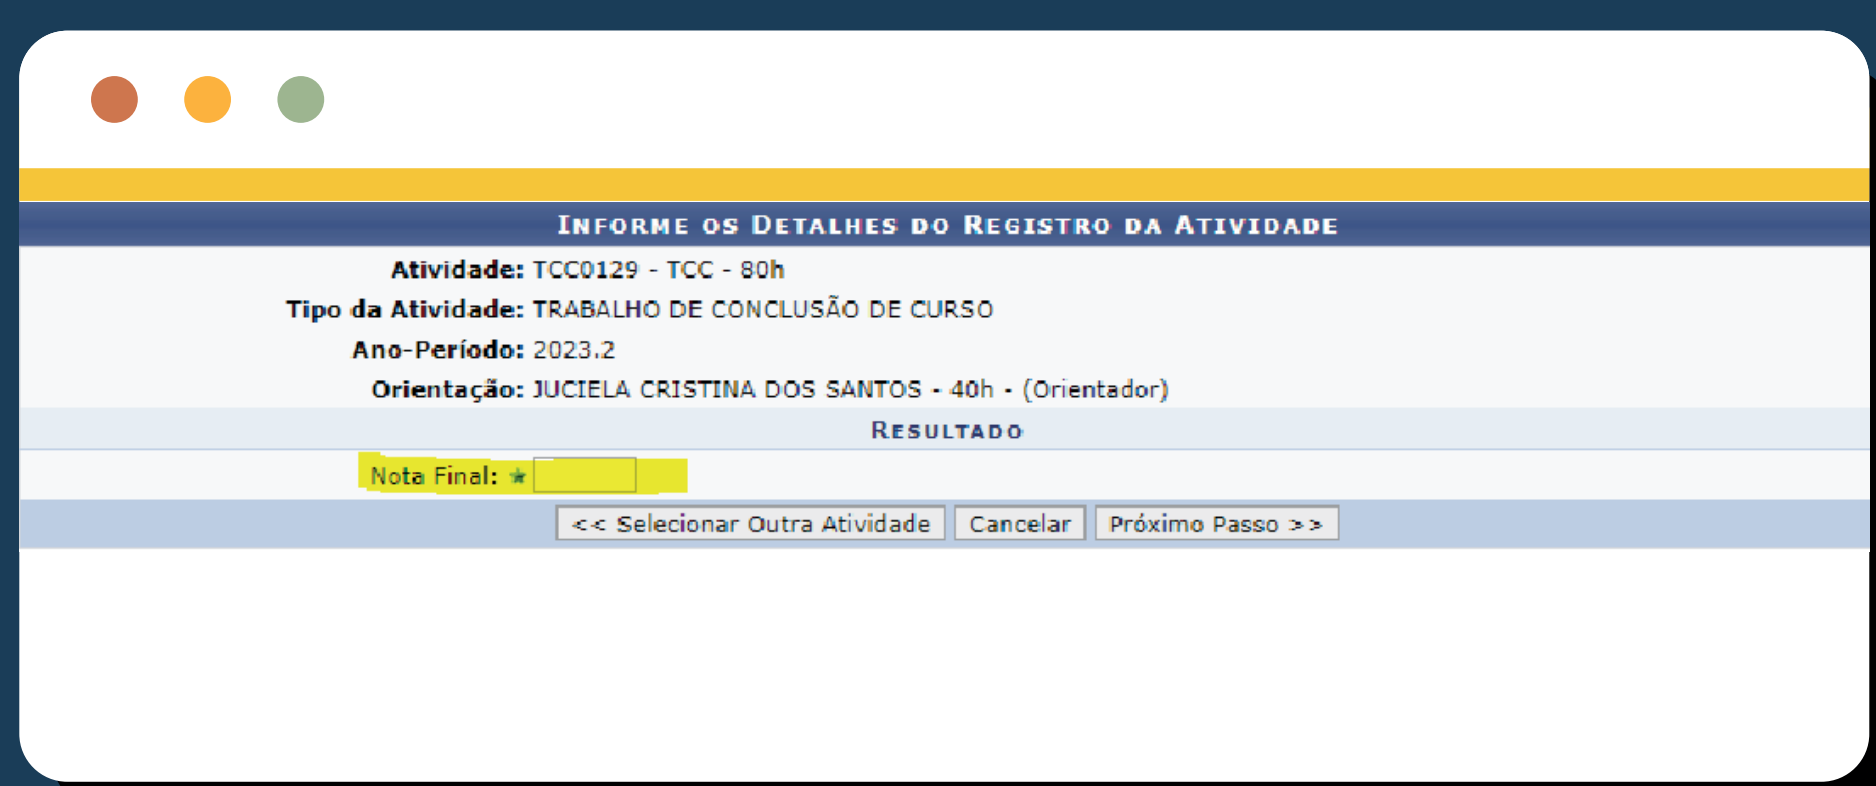 INFORME OS DETALHES DO REGISTRO DA ATIVIDADE
Atividade: TCC0129 - TCC - 80h
Tipo da Atividade: TRABALHO DE CONCLUSÃO DE CURSO
Ano-Período: 2023.2
Orientação: JUCIELA CRISTINA DOS SANTOS - 40h - (Orientador)
RESULTADO
Nota Final:
<< Selecionar Outra Atividade Cancelar Próximo Passo >>